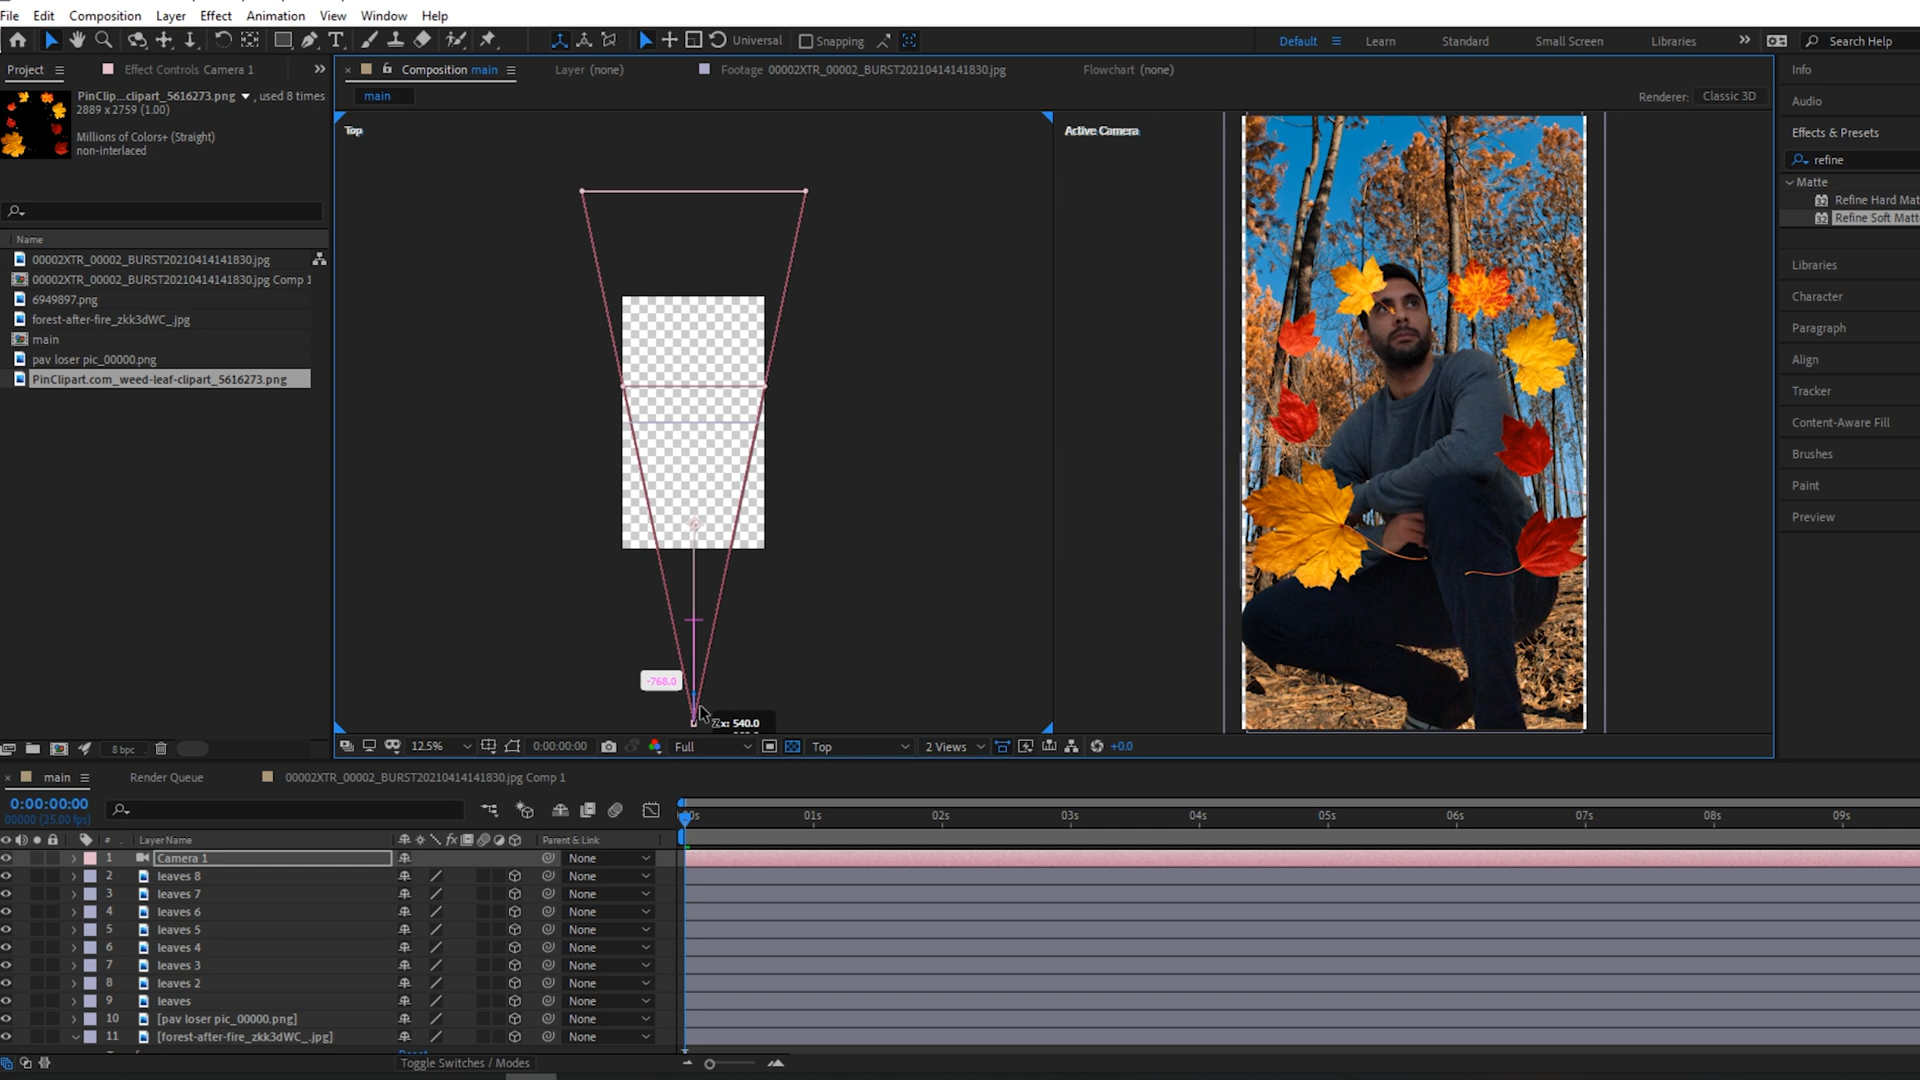 File Edit Composition Layer Effect Animation View Window Help
Universal Snapping Default Learn Standard Small Screen Libraries Search Help
Project Effect Controls Camera 1
Composition main Layer (none) Footage 00002XTR_00002_BURST20210414141830.jpg Flowchart (none)
PinClip...clipart_5616273.png , used 8 times
2889 x 2759 (1.00)
Millions of Colors+ (Straight)
non-interlaced
main
Renderer: Classic 3D
Top
Active Camera
Info
Audio
Effects & Presets
refine
Matte
Refine Hard Mat
Refine Soft Matt
Libraries
Character
Paragraph
Align
Tracker
Content-Aware Fill
Brushes
Paint
Preview
Name
00002XTR_00002_BURST20210414141830.jpg
00002XTR_00002_BURST20210414141830.jpg Comp 1
6949897.png
forest-after-fire_zkk3dWC_.jpg
main
pav loser pic_00000.png
PinClipart.com_weed-leaf-clipart_5616273.png
-768.0
x: 540.0
8 bpc
12.5% 0:00:00:00 Full Top 2 Views +0.0
main Render Queue 00002XTR_00002_BURST20210414141830.jpg Comp 1
0:00:00:00
00000 (25.00 fps)
01s 02s 03s 04s 05s 06s 07s 08s 09s
# Layer Name Parent & Link
1 Camera 1 None
2 leaves 8 None
3 leaves 7 None
4 leaves 6 None
5 leaves 5 None
6 leaves 4 None
7 leaves 3 None
8 leaves 2 None
9 leaves None
10 [pav loser pic_00000.png] None
11 [forest-after-fire_zkk3dWC_.jpg] None
Toggle Switches / Modes